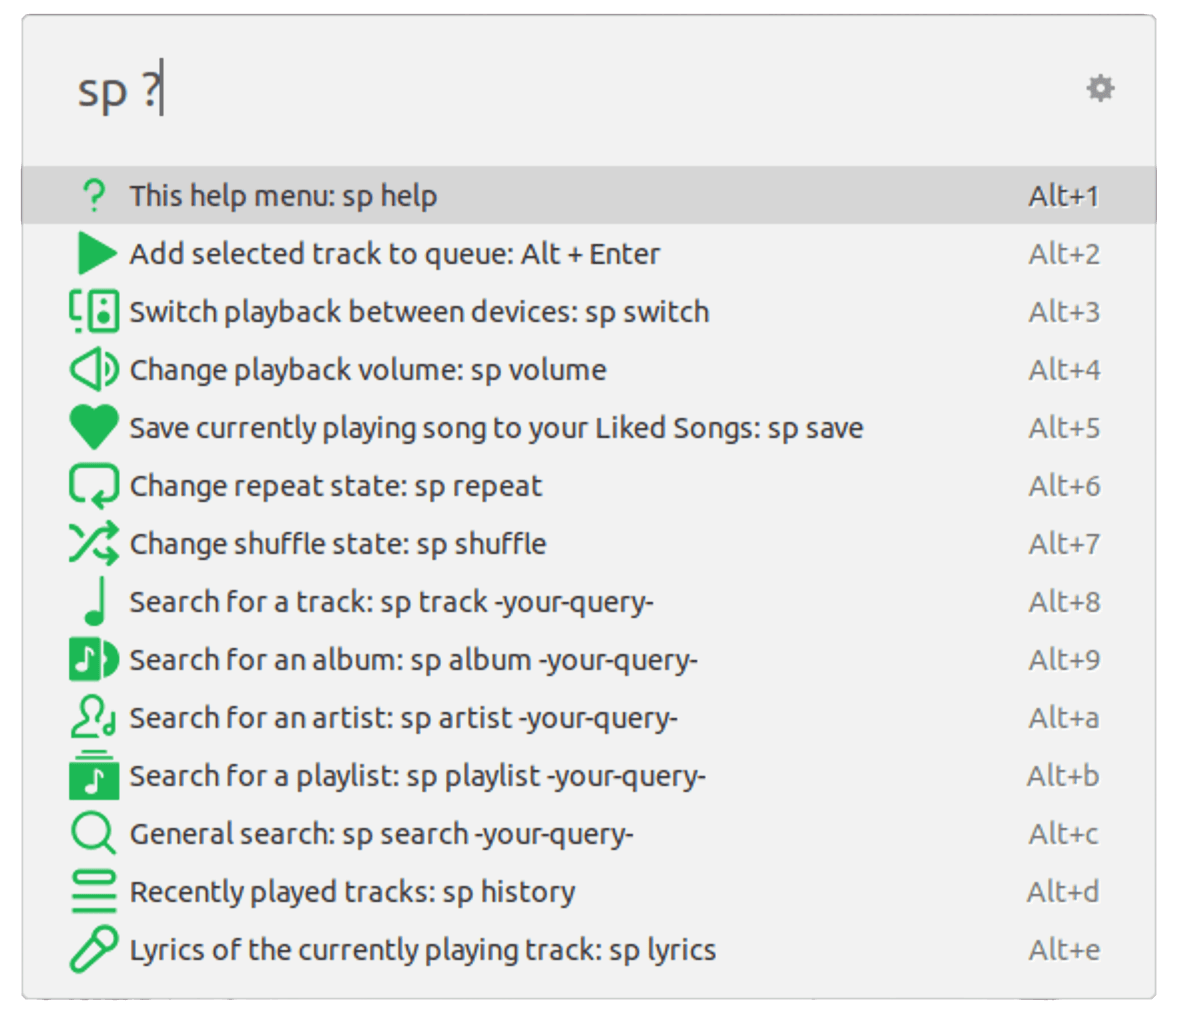 sp ?
This help menu: sp help Alt+1
Add selected track to queue: Alt + Enter Alt+2
Switch playback between devices: sp switch Alt+3
Change playback volume: sp volume Alt+4
Save currently playing song to your Liked Songs: sp save Alt+5
Change repeat state: sp repeat Alt+6
Change shuffle state: sp shuffle Alt+7
Search for a track: sp track -your-query- Alt+8
Search for an album: sp album -your-query- Alt+9
Search for an artist: sp artist -your-query- Alt+a
Search for a playlist: sp playlist -your-query- Alt+b
General search: sp search -your-query- Alt+c
Recently played tracks: sp history Alt+d
Lyrics of the currently playing track: sp lyrics Alt+e